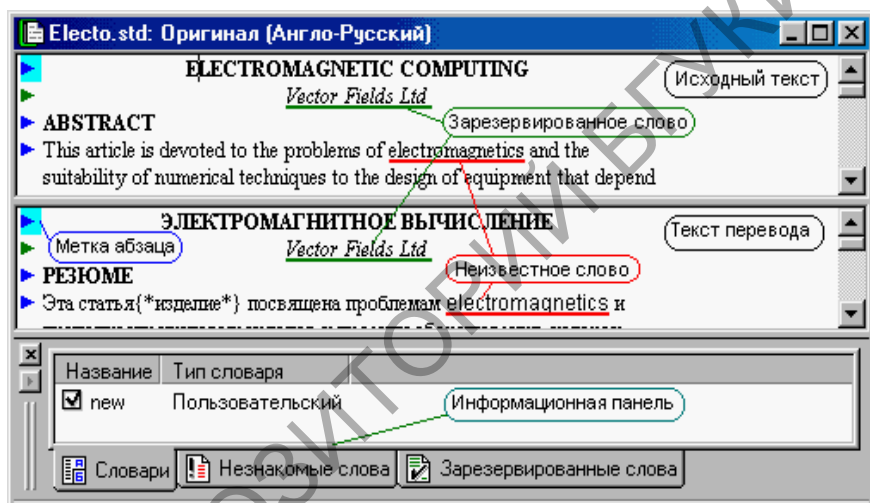 Electo.std: Оригинал (Англо-Русский)
ELECTROMAGNETIC COMPUTING
Исходный текст
Vector Fields Ltd
ABSTRACT
Зарезервированное слово
This article is devoted to the problems of electromagnetics and the
suitability of numerical techniques to the design of equipment that depend
ЭЛЕКТРОМАГНИТНОЕ ВЫЧИСЛЕНИЕ
Текст перевода
Метка абзаца
Vector Fields Ltd
РЕЗЮМЕ
Неизвестное слово
Эта статья{*изделие*} посвящена проблемам electromagnetics и
Название Тип словаря
new Пользовательский
Информационная панель
Словари Незнакомые слова Зарезервированные слова
ОЗИТОРИЙ БГУКИ